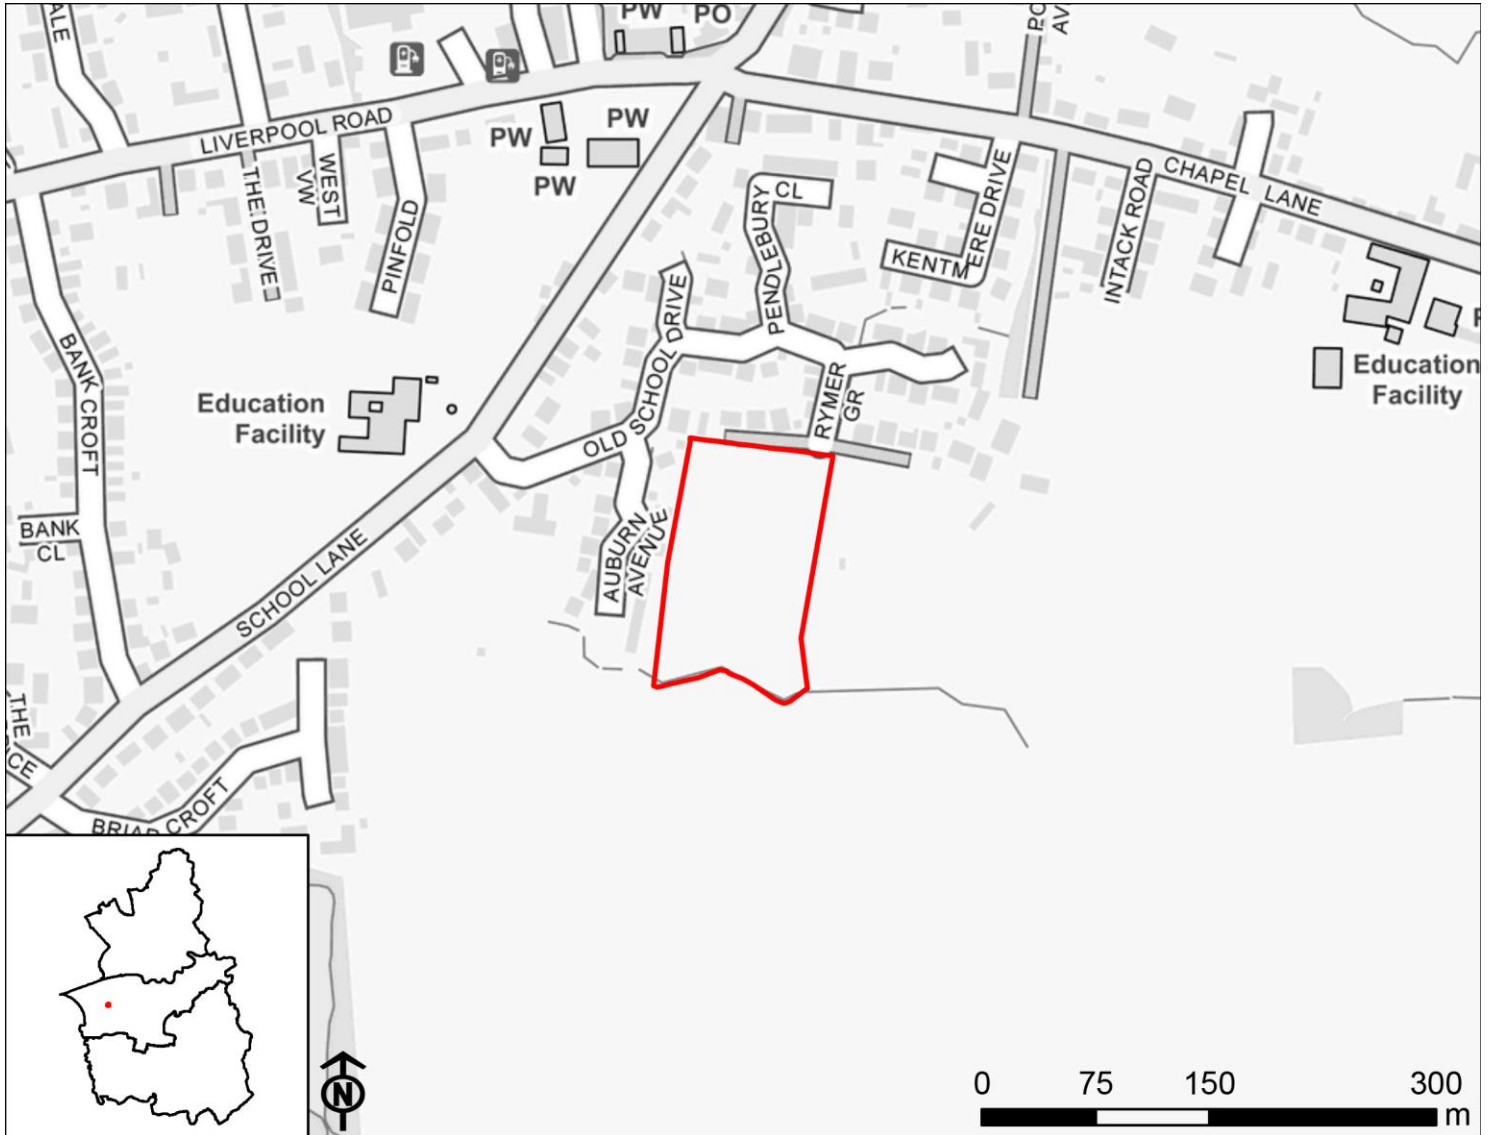 ALE
PW
PO
LIVERPOOL ROAD
PW
PW
PW
THE DRIVE
WEST
VW
PINFOLD
PENDLEBURY
CL
KENTMERE DRIVE
INTACK ROAD
CHAPEL LANE
BANK CROFT
Education
Facility
Education
Facility
OLD SCHOOL DRIVE
RYMER
GR
BANK
CL
SCHOOL LANE
AUBURN
AVENUE
THE
BRIAR CROFT
N
0 75 150 300
m